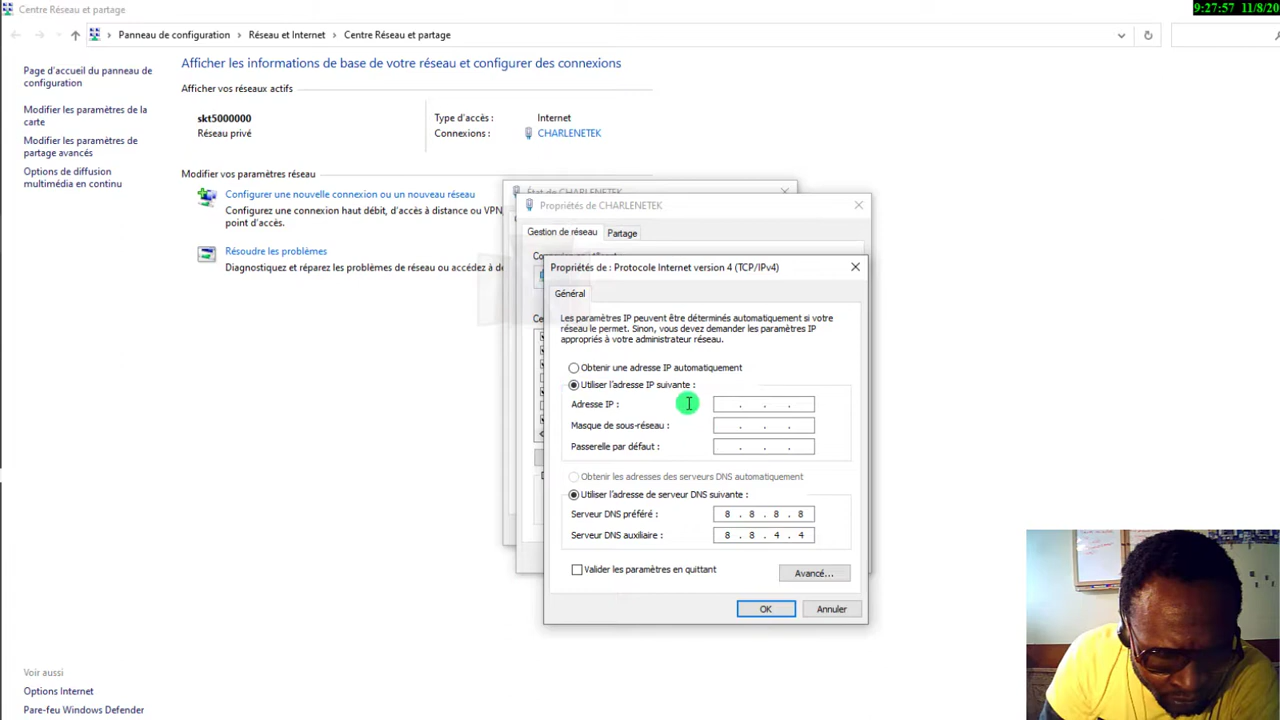 Centre Réseau et partage
9:27:57 11/8/20
Panneau de configuration
Réseau et Internet
Centre Réseau et partage
Page d'accueil du panneau de
configuration
Modifier les paramètres de la
carte
Modifier les paramètres de
partage avancés
Options de diffusion
multimédia en continu
Afficher les informations de base de votre réseau et configurer des connexions
Afficher vos réseaux actifs
skt5000000
Réseau privé
Type d'accès : Internet
Connexions : CHARLENETEK
Modifier vos paramètres réseau
Configurer une nouvelle connexion ou un nouveau réseau
Configurez une connexion haut débit, d'accès à distance ou VPN,
point d'accès.
Résoudre les problèmes
Diagnostiquez et réparez les problèmes de réseau ou accédez à de
État de CHARLENETEK
Propriétés de CHARLENETEK
Gestion de réseau
Partage
Propriétés de : Protocole Internet version 4 (TCP/IPv4)
Général
Les paramètres IP peuvent être déterminés automatiquement si votre
réseau le permet. Sinon, vous devez demander les paramètres IP
appropriés à votre administrateur réseau.
Obtenir une adresse IP automatiquement
Utiliser l'adresse IP suivante :
Adresse IP : . . .
Masque de sous-réseau : . . .
Passerelle par défaut : . . .
Obtenir les adresses des serveurs DNS automatiquement
Utiliser l'adresse de serveur DNS suivante :
Serveur DNS préféré : 8 . 8 . 8 . 8
Serveur DNS auxiliaire : 8 . 8 . 4 . 4
Valider les paramètres en quittant
Avancé...
OK
Annuler
Voir aussi
Options Internet
Pare-feu Windows Defender